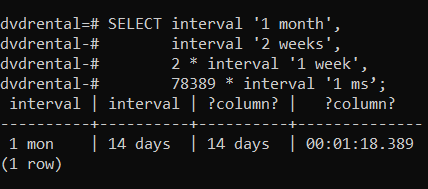 dvdrental=# SELECT interval '1 month',
dvdrental-#        interval '2 weeks',
dvdrental-#        2 * interval '1 week',
dvdrental-#        78389 * interval '1 ms’;
 interval | interval | ?column? |   ?column?
----------+----------+----------+--------------
 1 mon    | 14 days  | 14 days  | 00:01:18.389
(1 row)